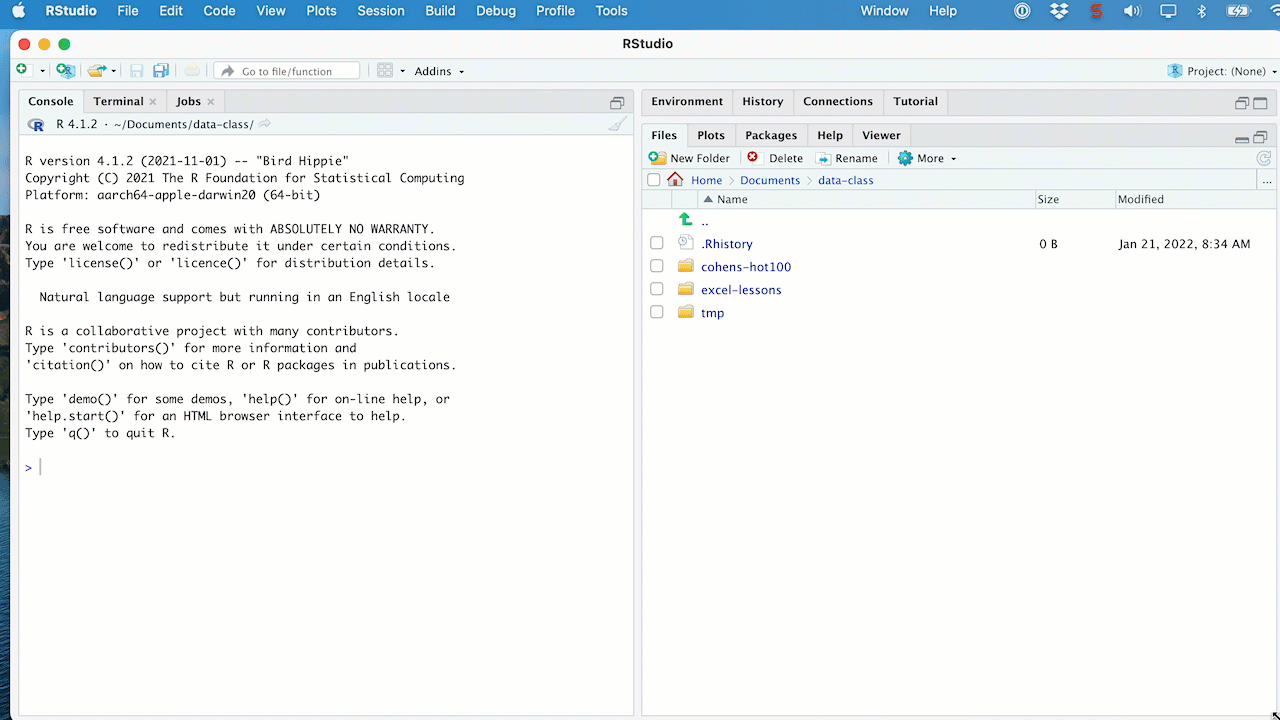 RStudio File Edit Code View Plots Session Build Debug Profile Tools Window Help
RStudio
Go to file/function Addins Project: (None)
Console Terminal Jobs
R 4.1.2 · ~/Documents/data-class/
R version 4.1.2 (2021-11-01) -- "Bird Hippie"
Copyright (C) 2021 The R Foundation for Statistical Computing
Platform: aarch64-apple-darwin20 (64-bit)
R is free software and comes with ABSOLUTELY NO WARRANTY.
You are welcome to redistribute it under certain conditions.
Type 'license()' or 'licence()' for distribution details.
Natural language support but running in an English locale
R is a collaborative project with many contributors.
Type 'contributors()' for more information and
'citation()' on how to cite R or R packages in publications.
Type 'demo()' for some demos, 'help()' for on-line help, or
'help.start()' for an HTML browser interface to help.
Type 'q()' to quit R.
>
Environment History Connections Tutorial
Files Plots Packages Help Viewer
New Folder Delete Rename More
Home Documents data-class ...
Name Size Modified
..
.Rhistory 0 B Jan 21, 2022, 8:34 AM
cohens-hot100
excel-lessons
tmp